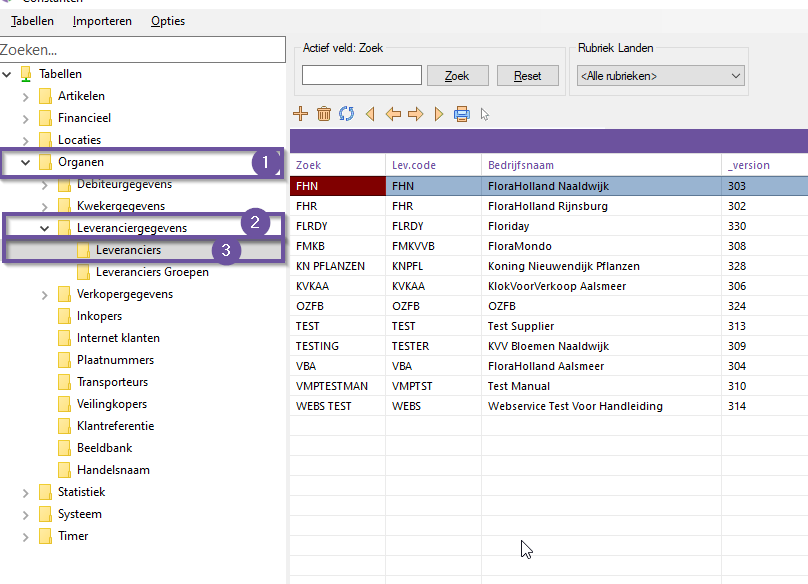 Constanten
Tabellen Importeren Opties
Zoeken...
Tabellen
Artikelen
Financieel
Locaties
Organen 1
Debiteurgegevens
Kwekergegevens
Leveranciergegevens 2
Leveranciers 3
Leveranciers Groepen
Verkopergegevens
Inkopers
Internet klanten
Plaatnummers
Transporteurs
Veilingkopers
Klantreferentie
Beeldbank
Handelsnaam
Statistiek
Systeem
Timer
Actief veld: Zoek
Zoek Reset
Rubriek Landen
<Alle rubrieken>
Zoek Lev.code Bedrijfsnaam _version
FHN FHN FloraHolland Naaldwijk 303
FHR FHR FloraHolland Rijnsburg 302
FLRDY FLRDY Floriday 330
FMKB FMKVVB FloraMondo 308
KN PFLANZEN KNPFL Koning Nieuwendijk Pflanzen 328
KVKAA KVKAA KlokVoorVerkoop Aalsmeer 306
OZFB OZFB OZFB 324
TEST TEST Test Supplier 313
TESTING TESTER KVV Bloemen Naaldwijk 309
VBA VBA FloraHolland Aalsmeer 304
VMPTESTMAN VMPTST Test Manual 310
WEBS TEST WEBS Webservice Test Voor Handleiding 314